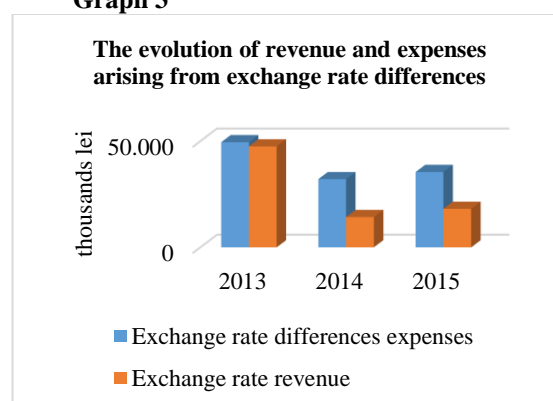 Graph 3
The evolution of revenue and expenses
arising from exchange rate differences
thousands lei
50.000
0
2013 2014 2015
Exchange rate differences expenses
Exchange rate revenue